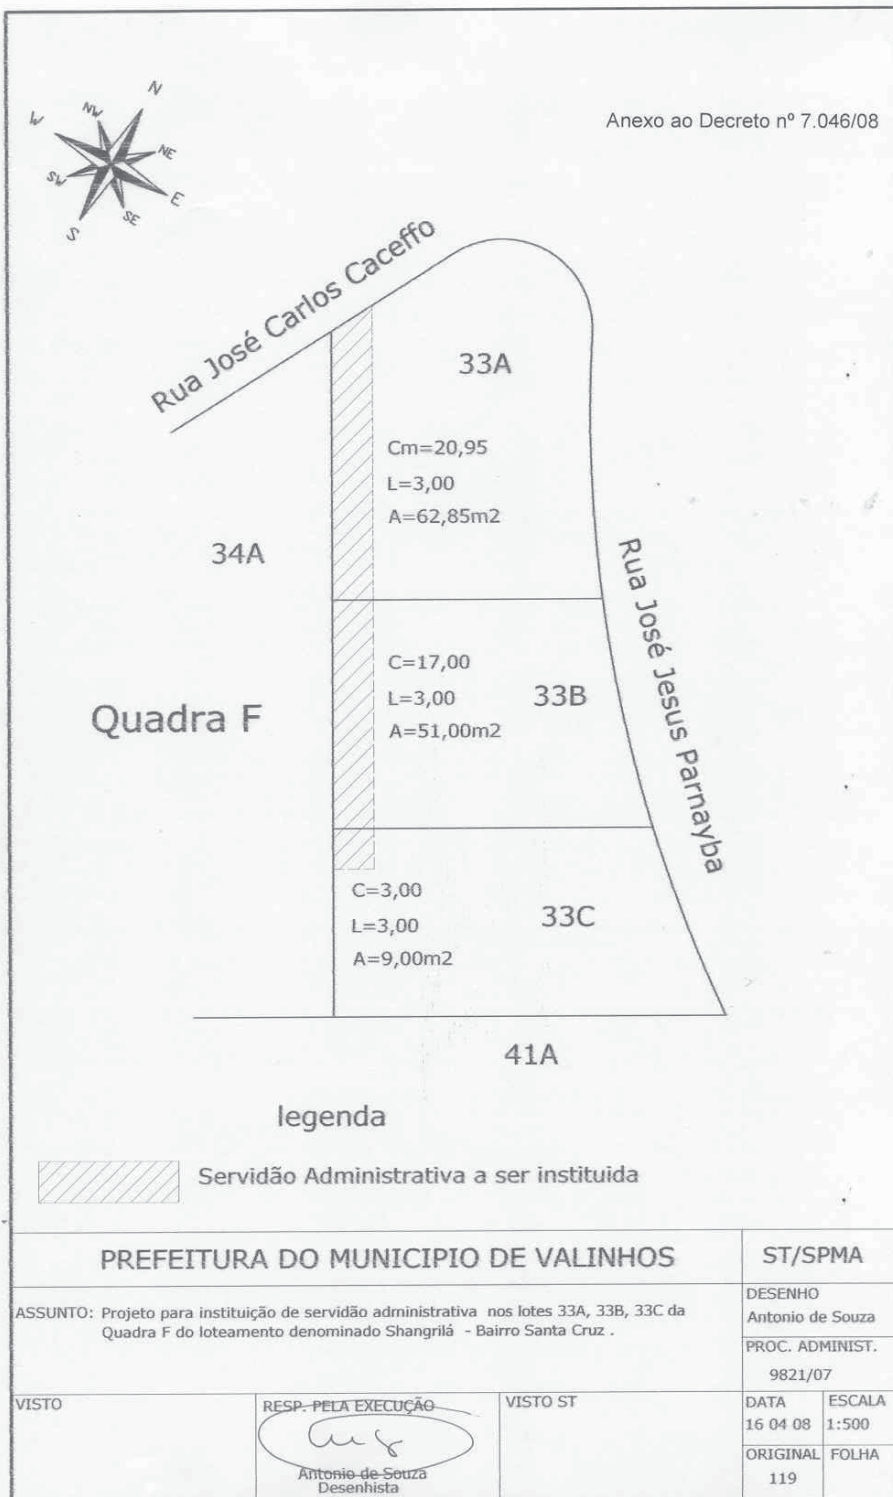 N
NW
W
NE
SW
E
SE
S
Anexo ao Decreto nº 7.046/08
Rua José Carlos Caceffo
33A
Cm=20,95
L=3,00
A=62,85m2
34A
Rua José Jesus Parnayba
C=17,00
L=3,00
A=51,00m2
33B
Quadra F
C=3,00
L=3,00
A=9,00m2
33C
41A
legenda
Servidão Administrativa a ser instituida
PREFEITURA DO MUNICIPIO DE VALINHOS
ST/SPMA
ASSUNTO: Projeto para instituição de servidão administrativa nos lotes 33A, 33B, 33C da
Quadra F do loteamento denominado Shangrilá - Bairro Santa Cruz .
DESENHO
Antonio de Souza
PROC. ADMINIST.
9821/07
VISTO
RESP. PELA EXECUÇÃO
Antonio de Souza
Desenhista
VISTO ST
DATA
16 04 08
ESCALA
1:500
ORIGINAL
119
FOLHA